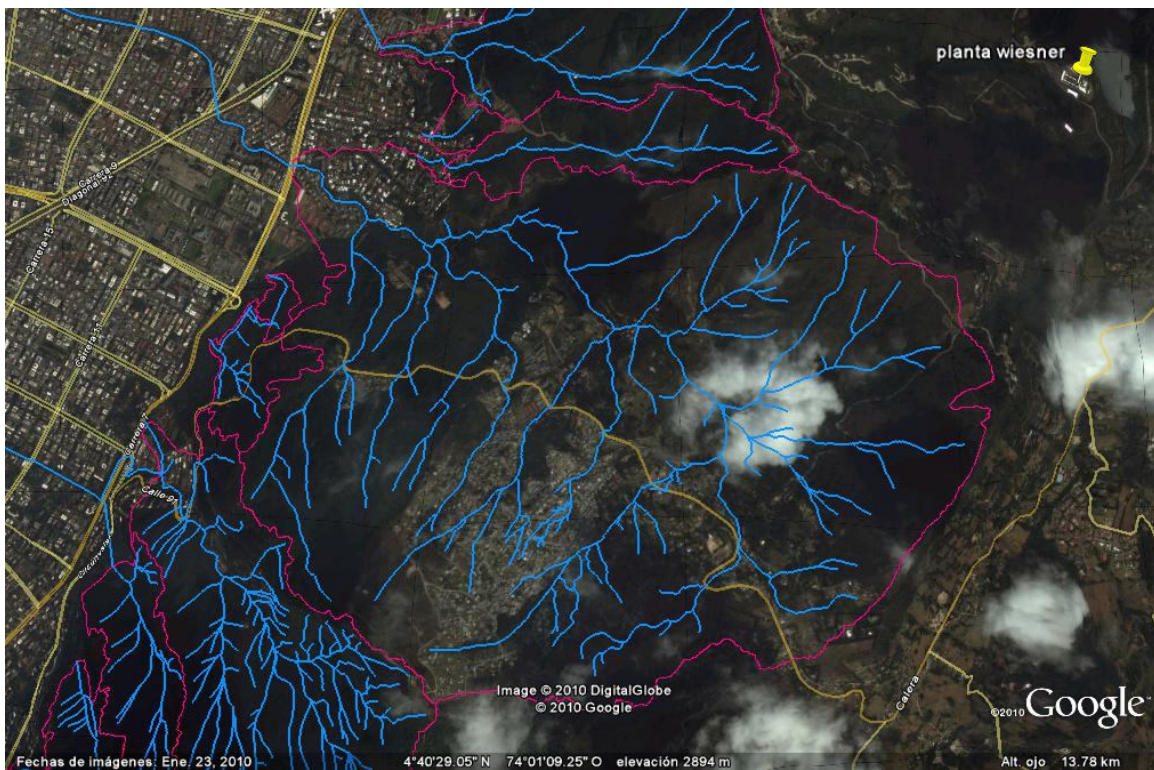 planta wiesner
Carrera 9
Diagonal 92
Carrera 15
Carrera 11
Carrera
Calle 91
Circunvalar
Calera
Image © 2010 DigitalGlobe
© 2010 Google
©2010 Google
Fechas de imágenes: Ene. 23, 2010 4°40'29.05" N 74°01'09.25" O elevación 2894 m Alt. ojo 13.78 km